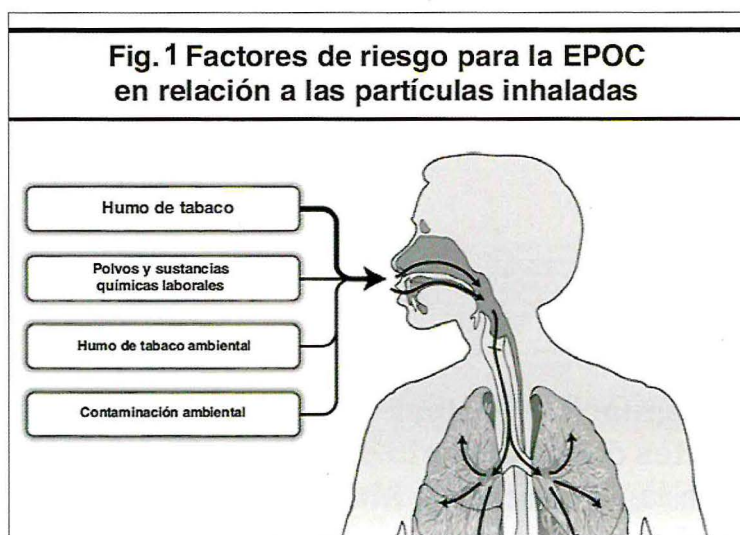 Fig. 1 Factores de riesgo para la EPOC
en relación a las partículas inhaladas
Humo de tabaco
Polvos y sustancias
químicas laborales
Humo de tabaco ambiental
Contaminación ambiental